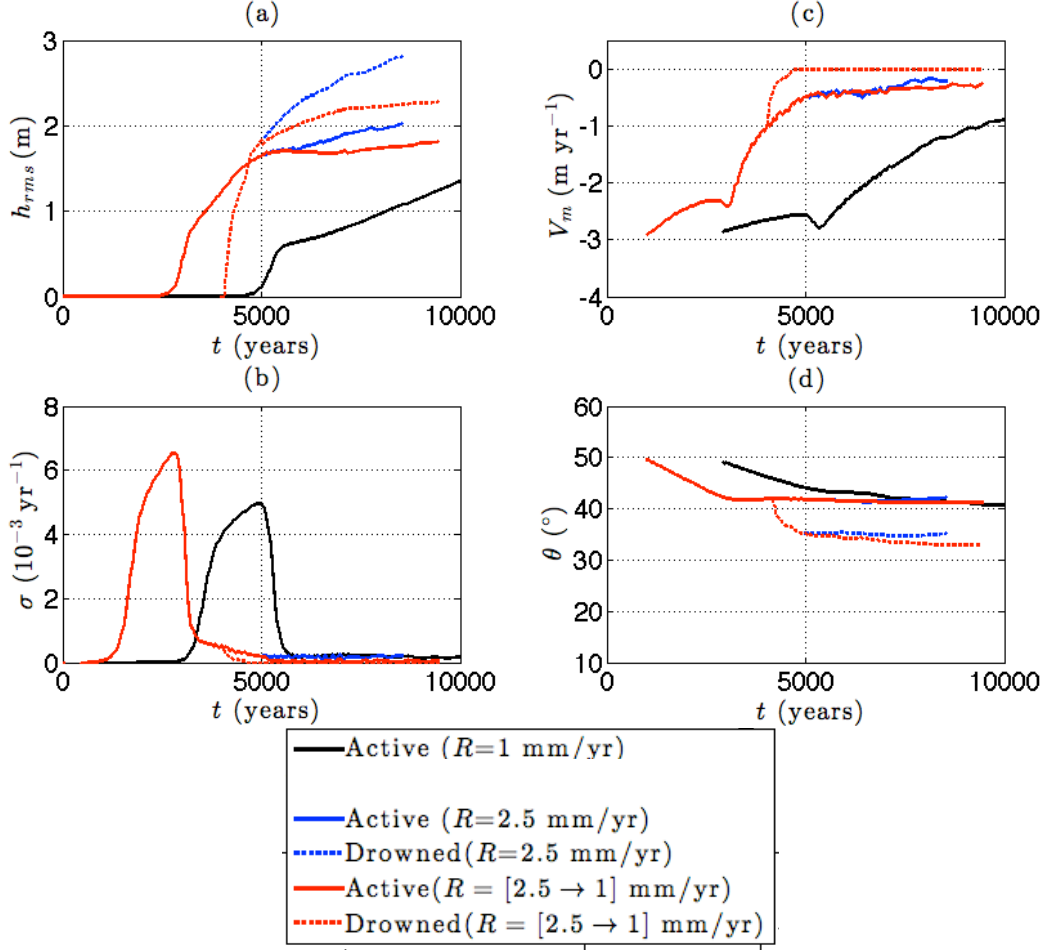 (a)
3
2
1
0
h_rms (m)
0 5000 10000
t (years)
(c)
0
-1
-2
-3
-4
V_m (m yr⁻¹)
0 5000 10000
t (years)
(b)
8
6
4
2
0
σ (10⁻³ yr⁻¹)
0 5000 10000
t (years)
(d)
60
50
40
30
20
10
θ (°)
0 5000 10000
t (years)
Active (R=1 mm/yr)
Active (R=2.5 mm/yr)
Drowned(R=2.5 mm/yr)
Active(R = [2.5 → 1] mm/yr)
Drowned(R = [2.5 → 1] mm/yr)